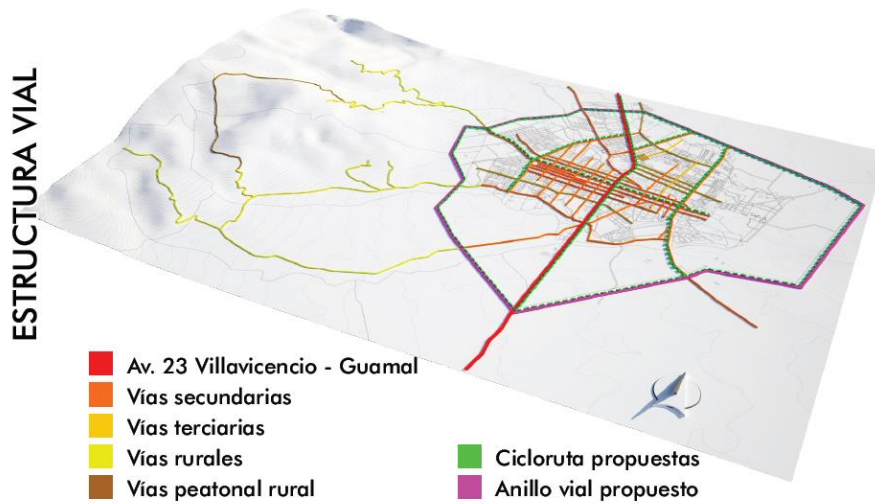 ESTRUCTURA VIAL
Av. 23 Villavicencio - Guamal
Vías secundarias
Vías terciarias
Vías rurales
Vías peatonal rural
Cicloruta propuestas
Anillo vial propuesto